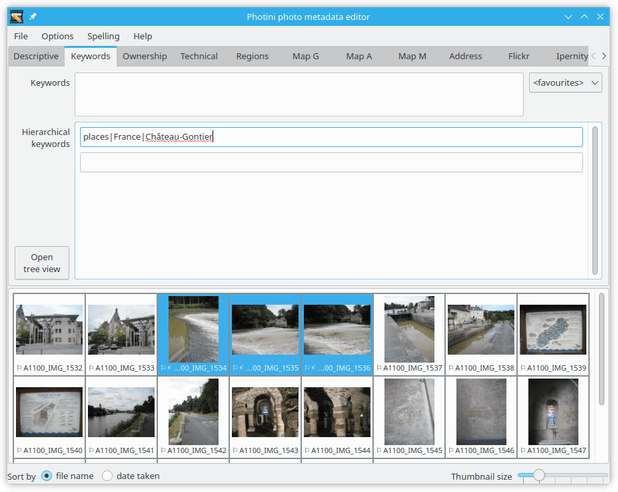 Photini photo metadata editor
File Options Spelling Help
Descriptive Keywords Ownership Technical Regions Map G Map A Map M Address Flickr Ipernity
Keywords
<favourites>
Hierarchical
keywords
places|France|Château-Gontier
Open
tree view
A1100_IMG_1532 A1100_IMG_1533 ...00_IMG_1534 ...00_IMG_1535 ...00_IMG_1536 A1100_IMG_1537 A1100_IMG_1538 A1100_IMG_1539
A1100_IMG_1540 A1100_IMG_1541 A1100_IMG_1542 A1100_IMG_1543 A1100_IMG_1544 A1100_IMG_1545 A1100_IMG_1546 A1100_IMG_1547
Sort by file name date taken Thumbnail size